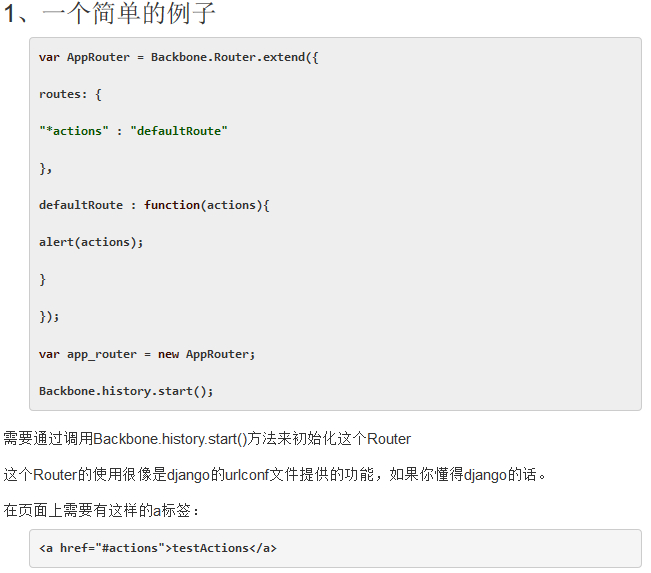 1、一个简单的例子
var AppRouter = Backbone.Router.extend({
routes: {
"*actions" : "defaultRoute"
},
defaultRoute : function(actions){
alert(actions);
}
});
var app_router = new AppRouter;
Backbone.history.start();
需要通过调用Backbone.history.start()方法来初始化这个Router
这个Router的使用很像是django的urlconf文件提供的功能，如果你懂得django的话。
在页面上需要有这样的a标签：
<a href="#actions">testActions</a>